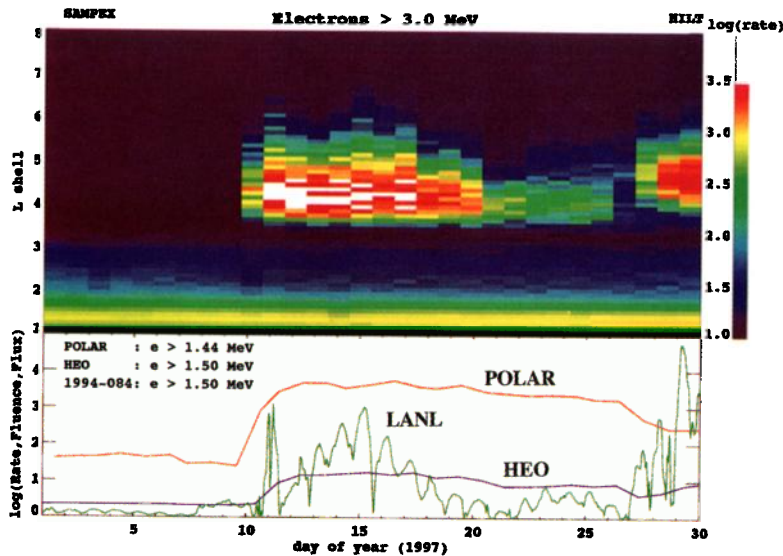 SAMPEX Electrons > 3.0 MeV HILT log(rate)
8
7
6
5
4
3
2
1
L shell
3.5
3.0
2.5
2.0
1.5
1.0
log(Rate,Fluence,Flux)
4
3
2
1
0
POLAR : e > 1.44 MeV
HEO : e > 1.50 MeV
1994-084: e > 1.50 MeV
POLAR
LANL
HEO
5 10 15 20 25 30
day of year (1997)